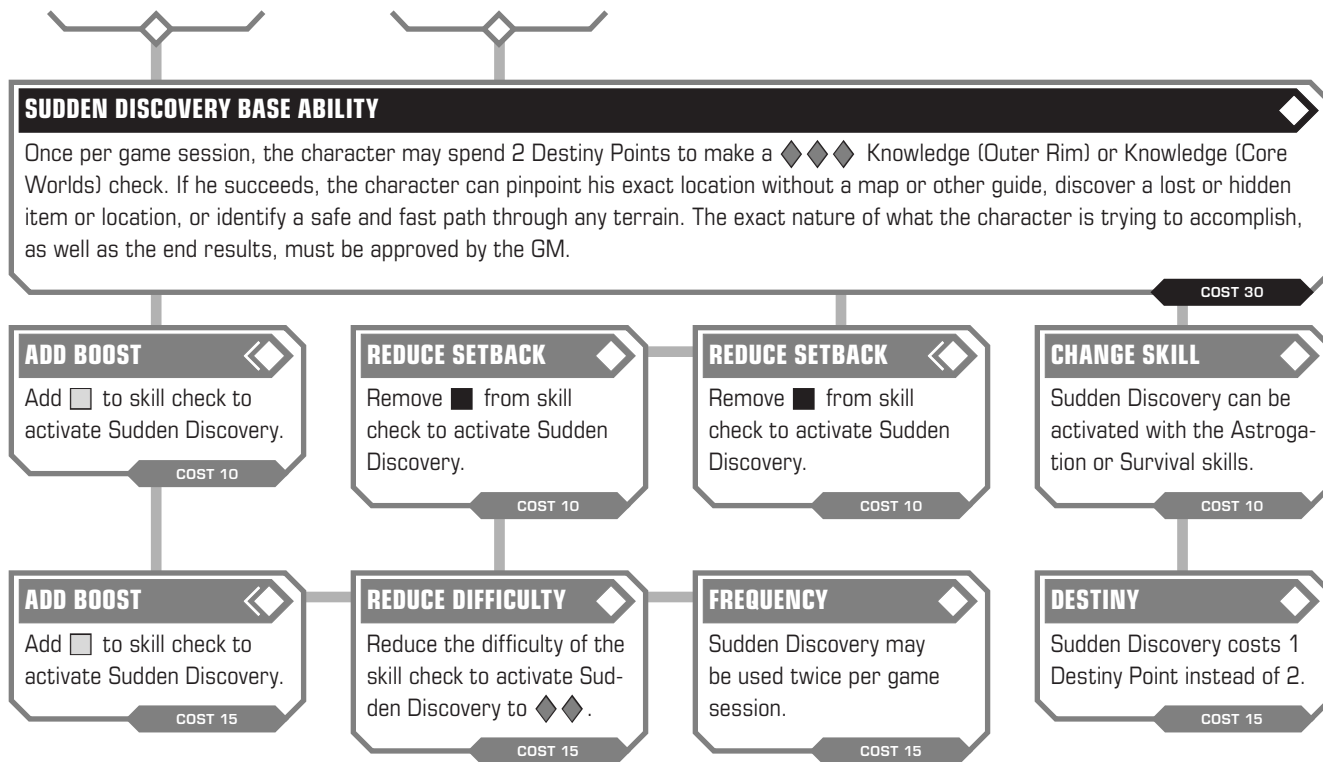 SUDDEN DISCOVERY BASE ABILITY
Once per game session, the character may spend 2 Destiny Points to make a ◆◆◆ Knowledge (Outer Rim) or Knowledge (Core
Worlds) check. If he succeeds, the character can pinpoint his exact location without a map or other guide, discover a lost or hidden
item or location, or identify a safe and fast path through any terrain. The exact nature of what the character is trying to accomplish,
as well as the end results, must be approved by the GM.
COST 30
ADD BOOST
Add □ to skill check to
activate Sudden Discovery.
COST 10
REDUCE SETBACK
Remove ■ from skill
check to activate Sudden
Discovery.
COST 10
REDUCE SETBACK
Remove ■ from skill
check to activate Sudden
Discovery.
COST 10
CHANGE SKILL
Sudden Discovery can be
activated with the Astroga-
tion or Survival skills.
COST 10
ADD BOOST
Add □ to skill check to
activate Sudden Discovery.
COST 15
REDUCE DIFFICULTY
Reduce the difficulty of the
skill check to activate Sud-
den Discovery to ◆◆.
COST 15
FREQUENCY
Sudden Discovery may
be used twice per game
session.
COST 15
DESTINY
Sudden Discovery costs 1
Destiny Point instead of 2.
COST 15